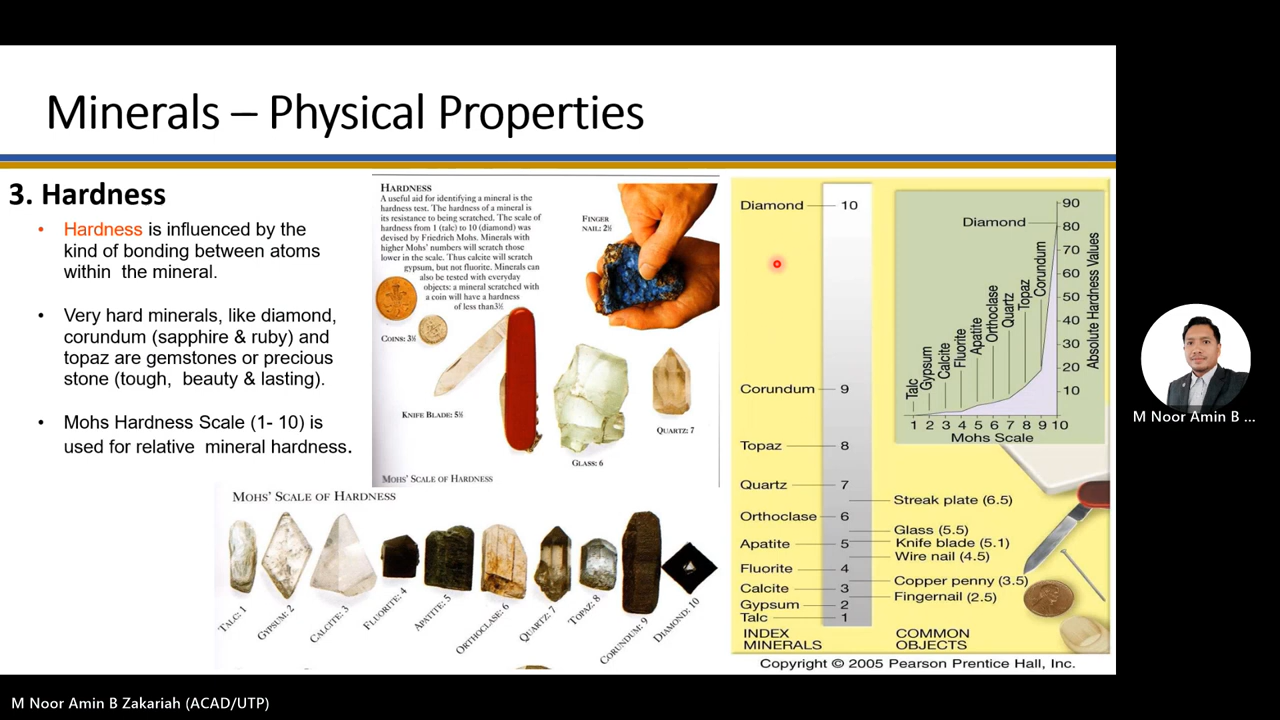 Minerals – Physical Properties
3. Hardness
• Hardness is influenced by the
kind of bonding between atoms
within the mineral.
• Very hard minerals, like diamond,
corundum (sapphire & ruby) and
topaz are gemstones or precious
stone (tough, beauty & lasting).
• Mohs Hardness Scale (1- 10) is
used for relative mineral hardness.
HARDNESS
A useful aid for identifying a mineral is the
hardness test. The hardness of a mineral is
its resistance to being scratched. The scale of
hardness from 1 (talc) to 10 (diamond) was
devised by Friedrich Mohs. Minerals with
higher Mohs' numbers will scratch those
lower in the scale. Thus calcite will scratch
gypsum, but not fluorite. Minerals can
also be tested with everyday
objects: a mineral scratched with
a coin will have a hardness
of less than3½
FINGER
NAIL: 2½
COINS: 3½
KNIFE BLADE: 5½
GLASS: 6
QUARTZ: 7
MOHS' SCALE OF HARDNESS
MOHS' SCALE OF HARDNESS
TALC: 1
GYPSUM: 2
CALCITE: 3
FLUORITE: 4
APATITE: 5
ORTHOCLASE: 6
QUARTZ: 7
TOPAZ: 8
CORUNDUM: 9
DIAMOND: 10
Diamond 10
Corundum 9
Topaz 8
Quartz 7
Orthoclase 6
Apatite 5
Fluorite 4
Calcite 3
Gypsum 2
Talc 1
INDEX
MINERALS
Streak plate (6.5)
Glass (5.5)
Knife blade (5.1)
Wire nail (4.5)
Copper penny (3.5)
Fingernail (2.5)
COMMON
OBJECTS
Diamond
Talc
Gypsum
Calcite
Fluorite
Apatite
Orthoclase
Quartz
Topaz
Corundum
90
80
70
60
50
40
30
20
10
Absolute Hardness Values
1 2 3 4 5 6 7 8 9 10
Mohs Scale
Copyright © 2005 Pearson Prentice Hall, Inc.
M Noor Amin B ...
M Noor Amin B Zakariah (ACAD/UTP)